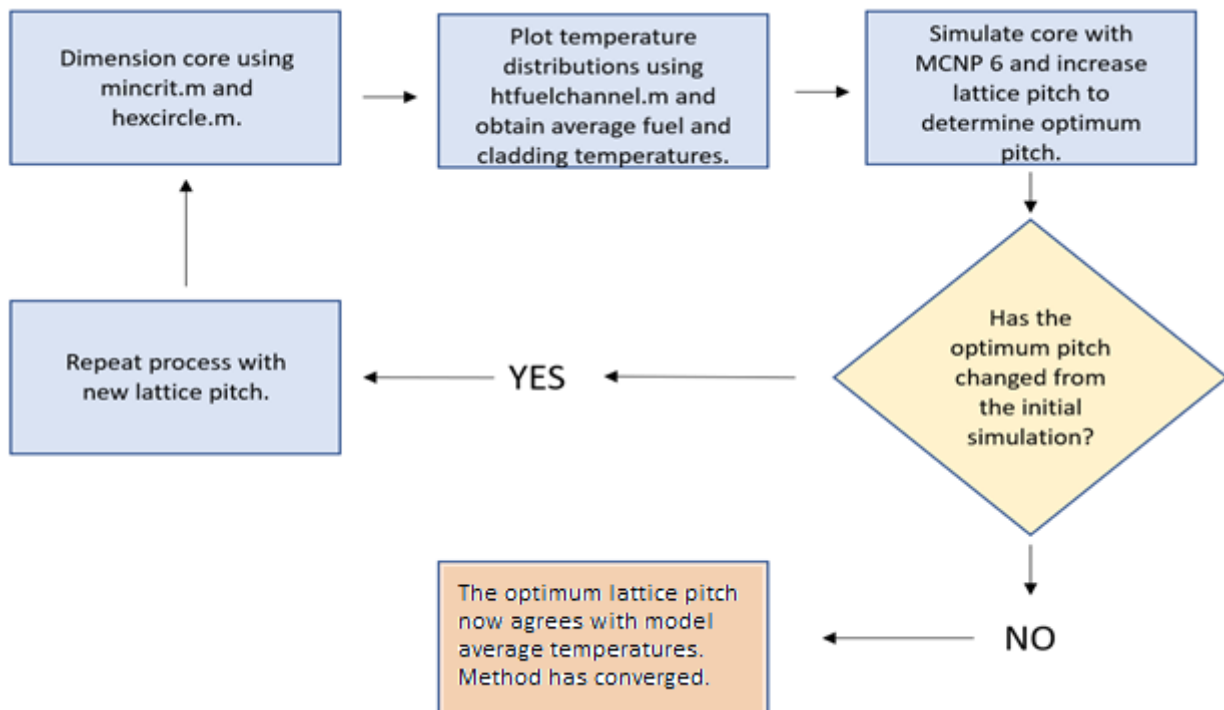 Dimension core using
mincrit.m and
hexcircle.m.
Plot temperature
distributions using
htfuelchannel.m and
obtain average fuel and
cladding temperatures.
Simulate core with
MCNP 6 and increase
lattice pitch to
determine optimum
pitch.
Has the
optimum pitch
changed from
the initial
simulation?
YES
Repeat process with
new lattice pitch.
NO
The optimum lattice pitch
now agrees with model
average temperatures.
Method has converged.